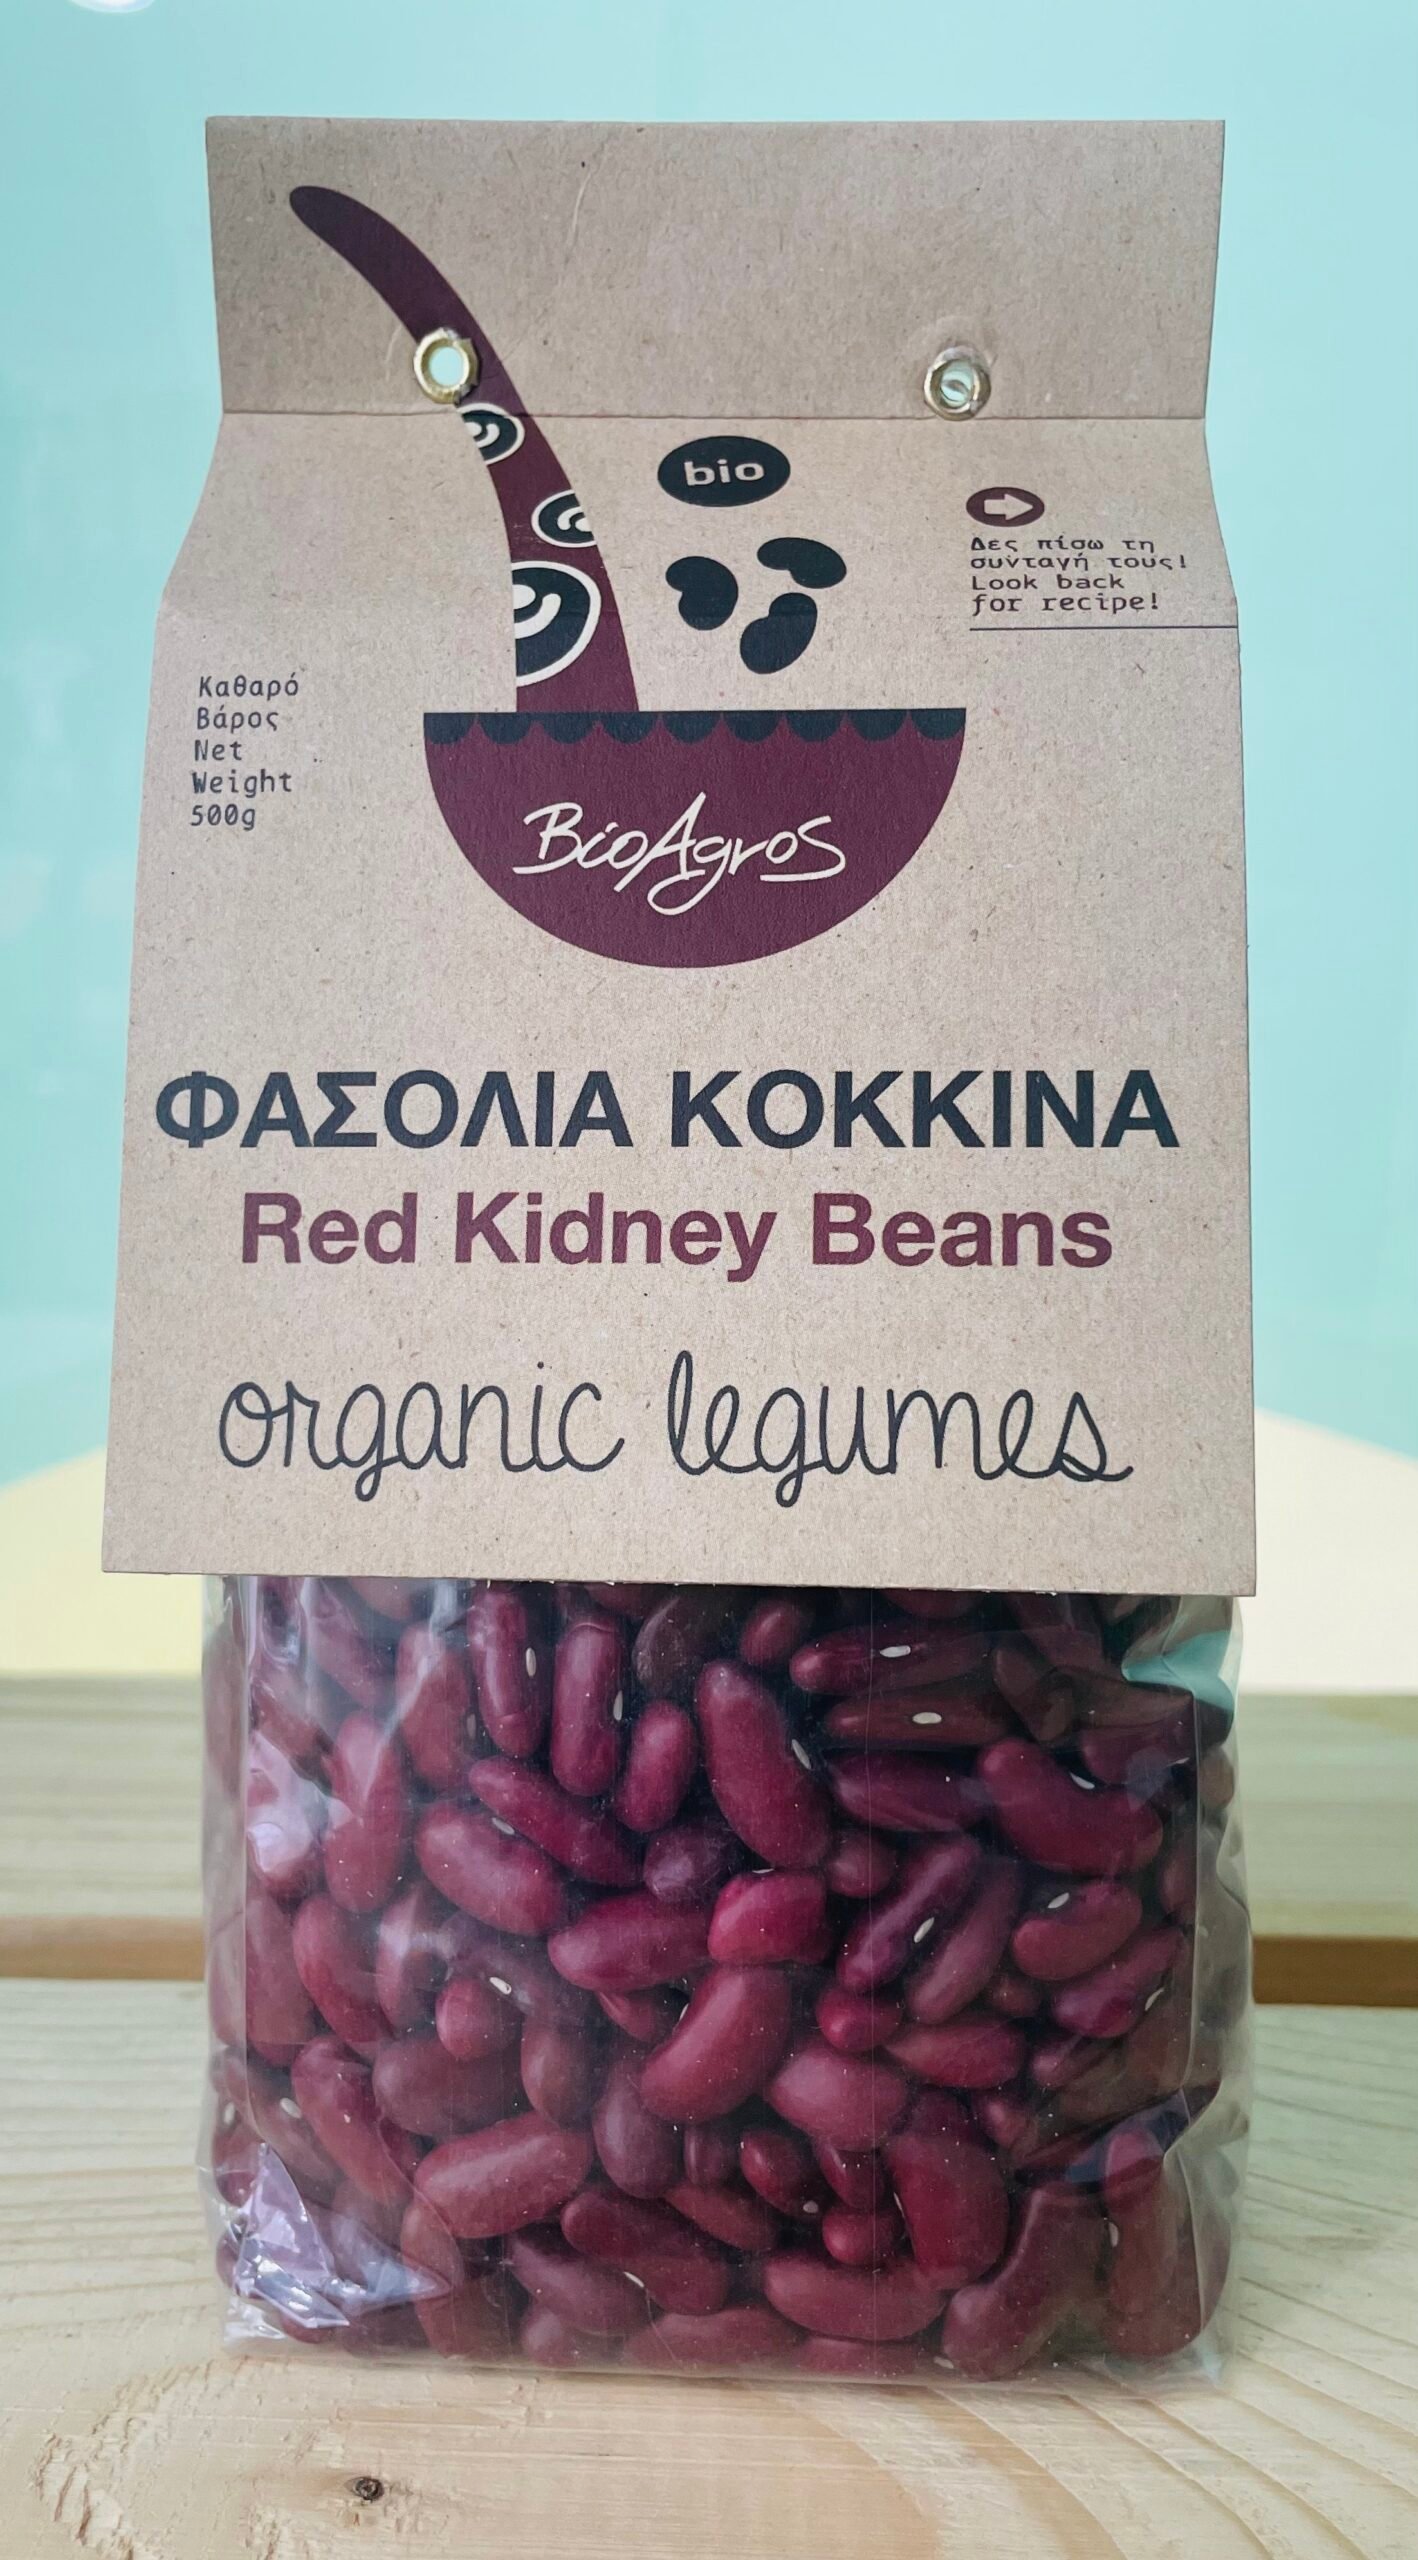 bio
Δες πίσω τη
συνταγή τους!
Look back
for recipe!
Καθαρό
Βάρος
Net
Weight
500g
BioAgros
ΦΑΣΟΛΙΑ ΚΟΚΚΙΝΑ
Red Kidney Beans
organic legumes